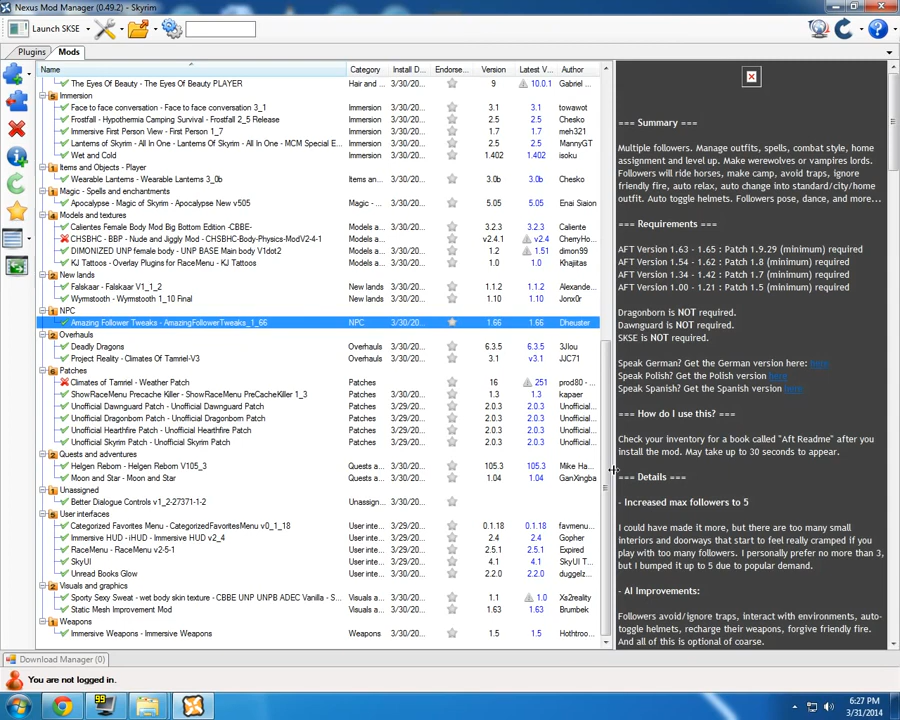 Nexus Mod Manager (0.49.2) - Skyrim
Launch SKSE
Plugins Mods
Name Category Install D... Endorse... Version Latest V... Author
The Eyes Of Beauty - The Eyes Of Beauty PLAYER Hair and ... 3/30/20... 9 10.0.1 Gabriel ...
5 Immersion
Face to face conversation - Face to face conversation 3_1 Immersion 3/30/20... 3.1 3.1 towawot
Frostfall - Hypothermia Camping Survival - Frostfall 2_5 Release Immersion 3/30/20... 2.5 2.5 Chesko
Immersive First Person View - Immersive First Person View 1_7 Immersion 3/30/20... 1.7 1.7 meh321
Lanterns of Skyrim - All In One - Lanterns Of Skyrim - All In One - MCM Special E... Immersion 3/30/20... 2.5 2.5 MannyGT
Wet and Cold Immersion 3/30/20... 1.402 1.402 isoku
1 Items and Objects - Player
Wearable Lanterns - Wearable Lanterns 3_0b Items an... 3/30/20... 3.0b 3.0b Chesko
1 Magic - Spells and enchantments
Apocalypse - Magic of Skyrim - Apocalypse New v505 Magic - ... 3/30/20... 5.05 5.05 Enai Siaion
4 Models and textures
Calientes Female Body Mod Big Bottom Edition -CBBE- Models a... 3/30/20... 3.2.3 3.2.3 Caliente
CHSBHC - BBP - Nude and Jiggly Mod - CHSBHC-Body-Physics-ModV2-4-1 Models a... 3/30/20... v2.4.1 v2.4 CherryHo...
DIMONIZED UNP female body - UNP BASE Main body V1dot2 Models a... 3/30/20... 1.2 1.51 dimon99
KJ Tattoos - Overlay Plugins for RaceMenu - KJ Tattoos Models a... 3/30/20... 1.0 1.0 Khajitas
2 New lands
Falskaar - Falskaar V1_1_2 New lands 3/30/20... 1.1.2 1.1.2 Alexande...
Wyrmstooth - Wyrmstooth 1_10 Final New lands 3/30/20... 1.10 1.10 Jonx0r
1 NPC
Amazing Follower Tweaks - AmazingFollowerTweaks_1_66 NPC 3/30/20... 1.66 1.66 Dheuster
2 Overhauls
Deadly Dragons Overhauls 3/30/20... 6.3.5 6.3.5 3Jlou
Project Reality - Climates Of Tamriel-V3 Overhauls 3/30/20... 3.1 v3.1 JJC71
6 Patches
Climates of Tamriel - Weather Patch Patches 3/30/20... 16 251 prod80 - ...
ShowRaceMenu Precache Killer - ShowRaceMenu PreCacheKiller 1_3 Patches 3/30/20... 1.3 1.3 kapaer
Unofficial Dawnguard Patch - Unofficial Dawnguard Patch Patches 3/29/20... 2.0.3 2.0.3 Unofficial...
Unofficial Dragonborn Patch - Unofficial Dragonborn Patch Patches 3/29/20... 2.0.3 2.0.3 Unofficial...
Unofficial Hearthfire Patch - Unofficial Hearthfire Patch Patches 3/29/20... 2.0.3 2.0.3 Unofficial...
Unofficial Skyrim Patch - Unofficial Skyrim Patch Patches 3/29/20... 2.0.3 2.0.3 Unofficial...
2 Quests and adventures
Helgen Reborn - Helgen Reborn V105_3 Quests a... 3/30/20... 105.3 105.3 Mike Ha...
Moon and Star - Moon and Star Quests a... 3/30/20... 1.04 1.04 GanXingba
1 Unassigned
Better Dialogue Controls v1_2-27371-1-2 Unassign... 3/30/20...
5 User interfaces
Categorized Favorites Menu - CategorizedFavoritesMenu v0_1_18 User inte... 3/29/20... 0.1.18 0.1.18 favmenu...
Immersive HUD - iHUD - Immersive HUD v2_4 User inte... 3/29/20... 2.4 2.4 Gopher
RaceMenu - RaceMenu v2-5-1 User inte... 3/30/20... 2.5.1 2.5.1 Expired
SkyUI User inte... 3/29/20... 4.1 4.1 SkyUI T...
Unread Books Glow User inte... 3/30/20... 2.2.0 2.2.0 duggelz...
2 Visuals and graphics
Sporty Sexy Sweat - wet body skin texture - CBBE UNP UNPB ADEC Vanilla - S... Visuals a... 3/30/20... 1.1 1.0 Xs2reality
Static Mesh Improvement Mod Visuals a... 3/30/20... 1.63 1.63 Brumbek
1 Weapons
Immersive Weapons - Immersive Weapons Weapons 3/30/20... 1.5 1.5 Hothtroo...
=== Summary ===
Multiple followers. Manage outfits, spells, combat style, home
assignment and level up. Make werewolves or vampires lords.
Followers will ride horses, make camp, avoid traps, ignore
friendly fire, auto relax, auto change into standard/city/home
outfit. Auto toggle helmets. Followers pose, dance, and more...
=== Requirements ===
AFT Version 1.63 - 1.65 : Patch 1.9.29 (minimum) required
AFT Version 1.54 - 1.62 : Patch 1.8 (minimum) required
AFT Version 1.34 - 1.42 : Patch 1.7 (minimum) required
AFT Version 1.00 - 1.21 : Patch 1.5 (minimum) required
Dragonborn is NOT required.
Dawnguard is NOT required.
SKSE is NOT required.
Speak German? Get the German version here: here
Speak Polish? Get the Polish version here
Speak Spanish? Get the Spanish version here
=== How do I use this? ===
Check your inventory for a book called "Aft Readme" after you
install the mod. May take up to 30 seconds to appear.
=== Details ===
- Increased max followers to 5
I could have made it more, but there are too many small
interiors and doorways that start to feel really cramped if you
play with too many followers. I personally prefer no more than 3,
but I bumped it up to 5 due to popular demand.
- AI Improvements:
Followers avoid/ignore traps, interact with environments, auto-
toggle helmets, recharge their weapons, forgive friendly fire.
And all of this is optional of coarse.
Download Manager (0)
You are not logged in.
99
6:27 PM
3/31/2014